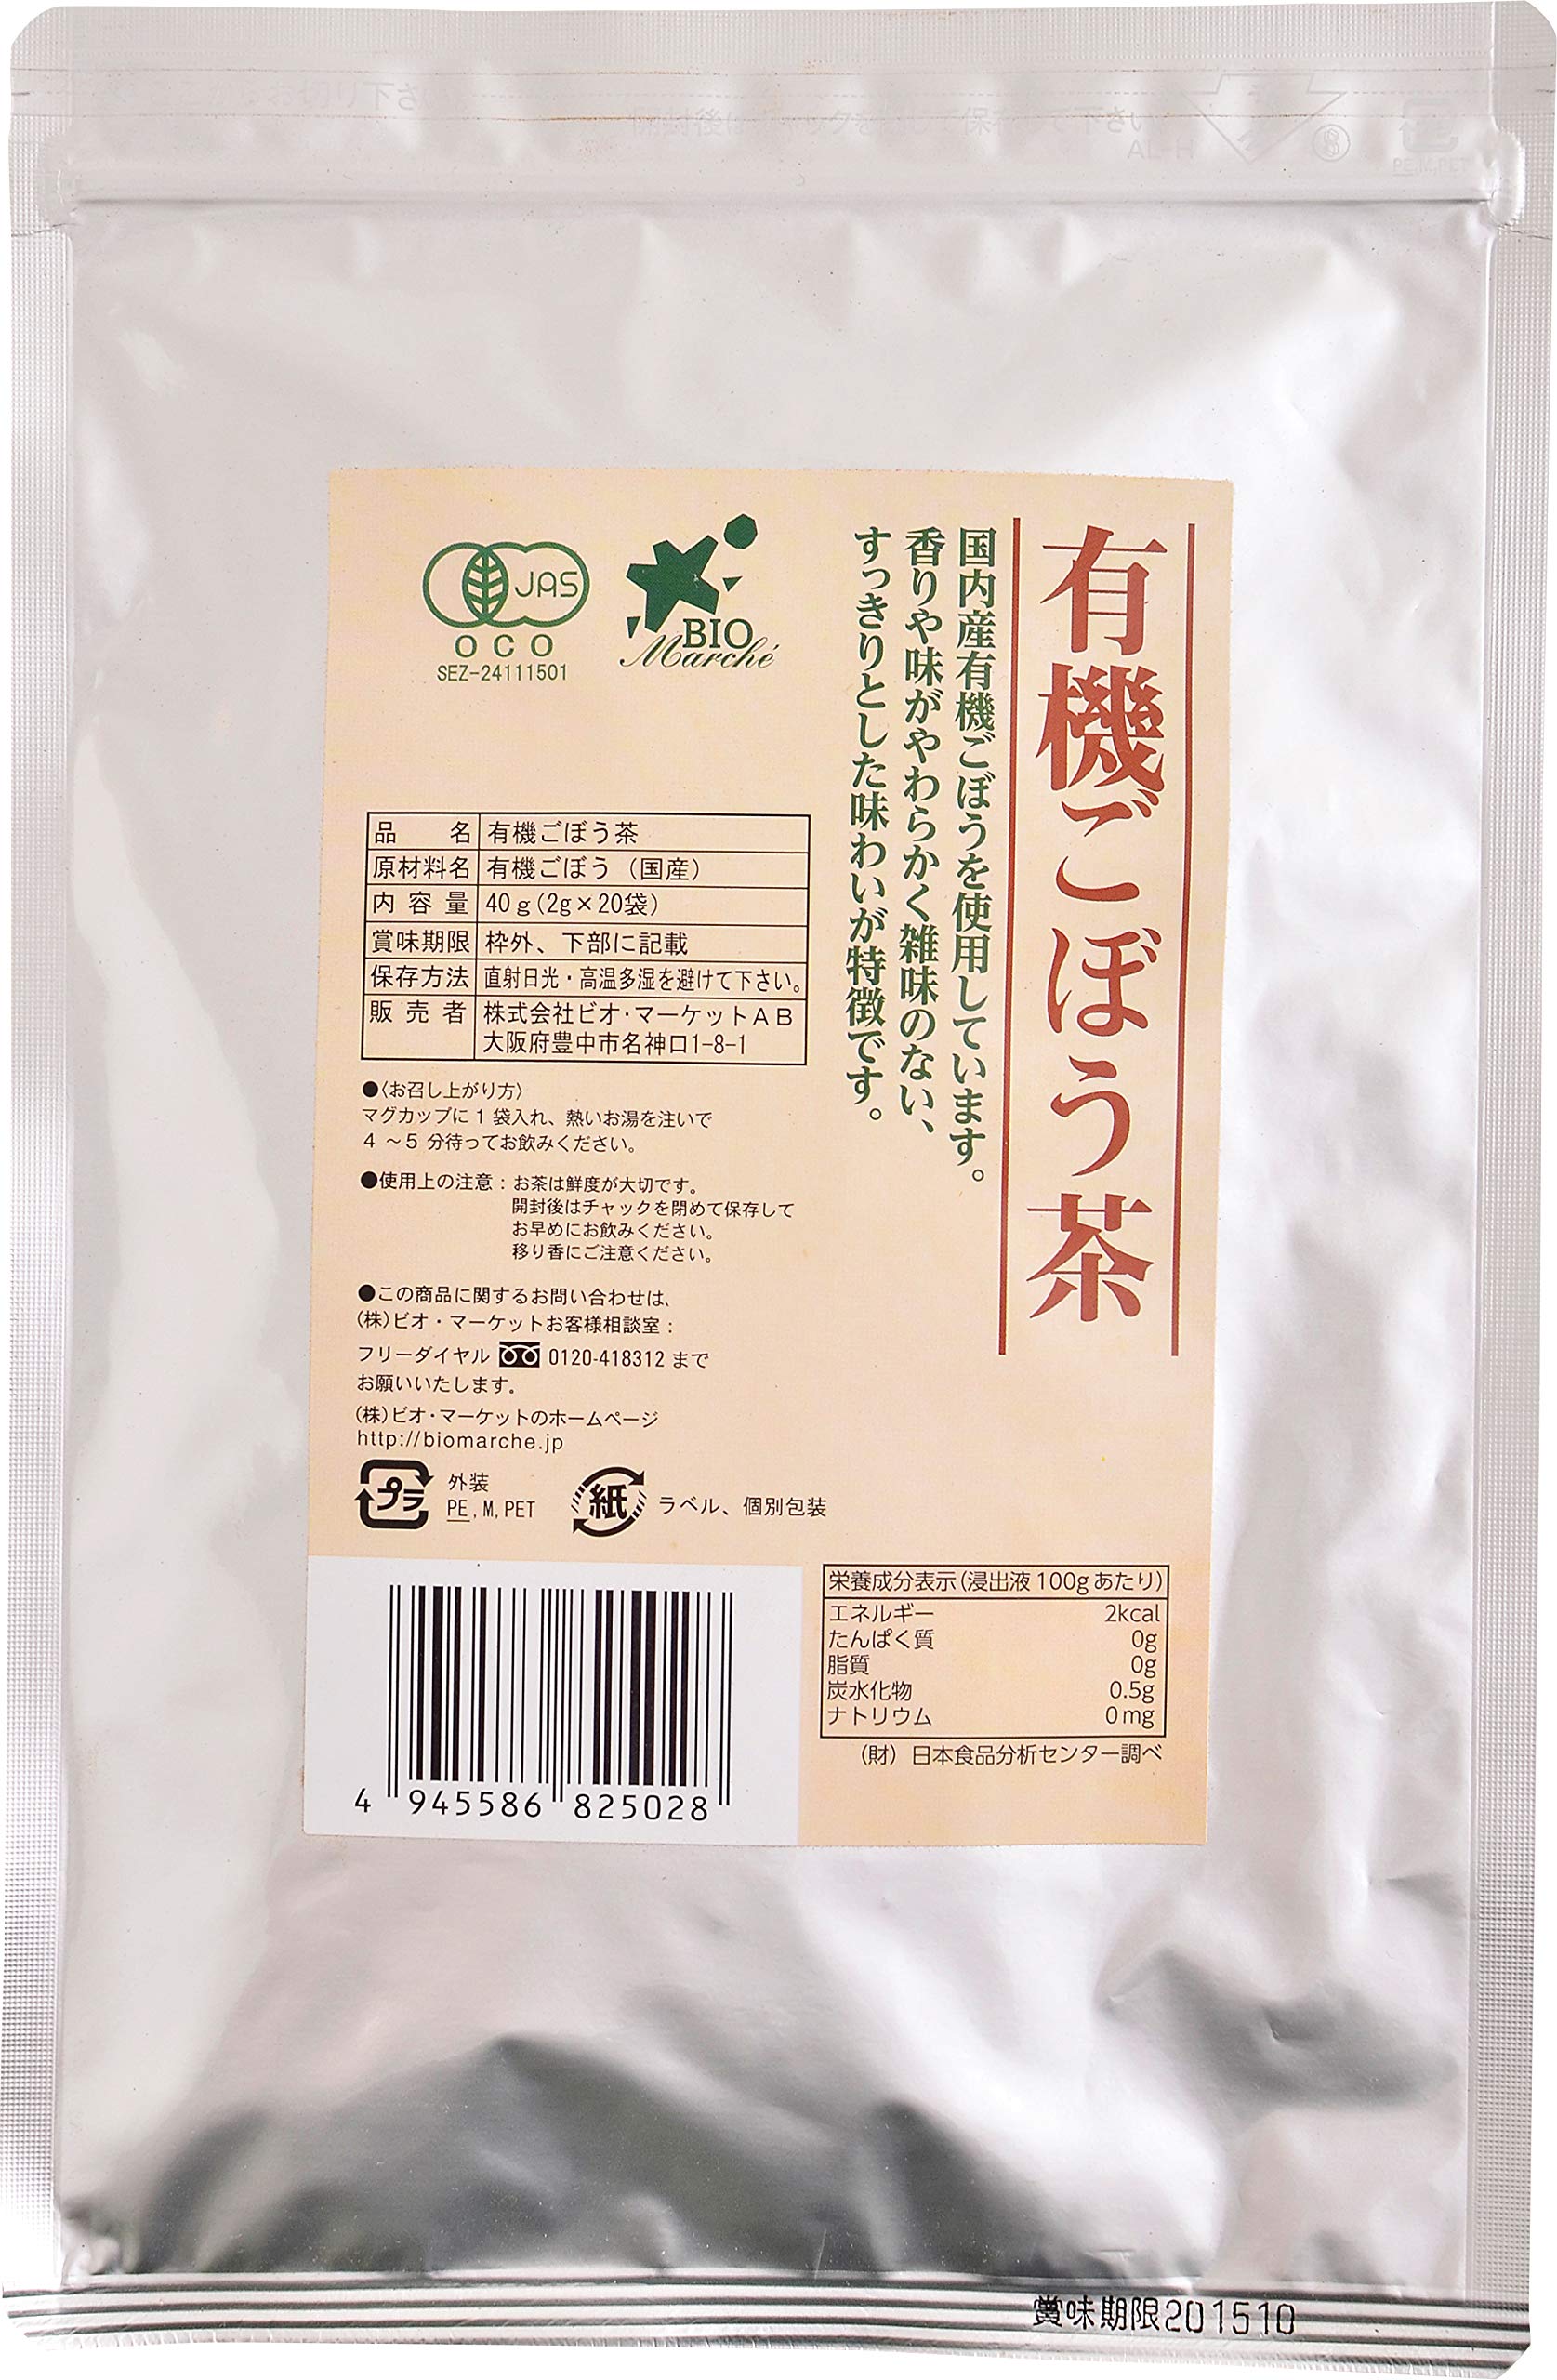 開封後はチャックを 保存して下さい
AL-H
PE,M,PET
有機ごぼう茶
国内産有機ごぼうを使用しています。
香りや味がやわらかく雑味のない、
すっきりとした味わいが特徴です。
JAS
OCO
SEZ-24111501
BIO
Marché
品名 有機ごぼう茶
原材料名 有機ごぼう（国産）
内容量 40g(2g×20袋)
賞味期限 枠外、下部に記載
保存方法 直射日光・高温多湿を避けて下さい。
販売者 株式会社ビオ・マーケットAB
大阪府豊中市名神口1-8-1
●〈お召し上がり方〉
マグカップに1袋入れ、熱いお湯を注いで
4～5分待ってお飲みください。
●使用上の注意：お茶は鮮度が大切です。
開封後はチャックを閉めて保存して
お早めにお飲みください。
移り香にご注意ください。
●この商品に関するお問い合わせは、
(株)ビオ・マーケットお客様相談室：
フリーダイヤル 0120-418312 まで
お願いいたします。
(株)ビオ・マーケットのホームページ
http://biomarche.jp
プラ 外装
PE, M, PET
紙 ラベル、個別包装
栄養成分表示(浸出液100gあたり)
エネルギー 2kcal
たんぱく質 0g
脂質 0g
炭水化物 0.5g
ナトリウム 0mg
（財）日本食品分析センター調べ
4 945586 825028
賞味期限201510